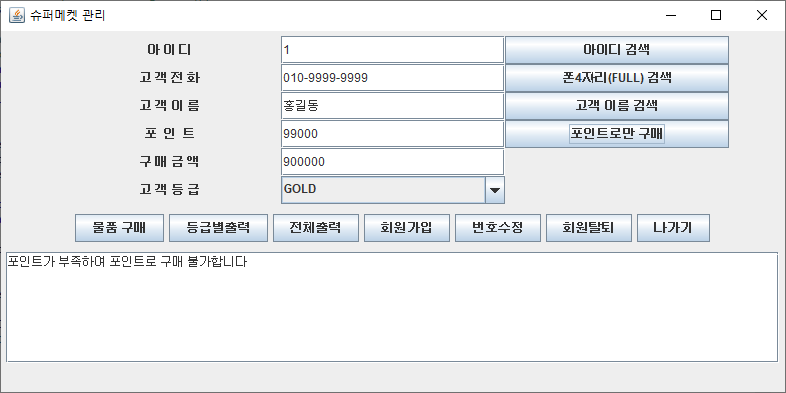 슈퍼메켓 관리
아 이 디 1 아이디 검색
고 객 전 화 010-9999-9999 폰4자리(FULL) 검색
고 객 이 름 홍길동 고객 이름 검색
포 인 트 99000 포인트로만 구매
구 매 금 액 900000
고 객 등 급 GOLD
물품 구매 등급별출력 전체출력 회원가입 번호수정 회원탈퇴 나가기
포인트가 부족하여 포인트로 구매 불가합니다